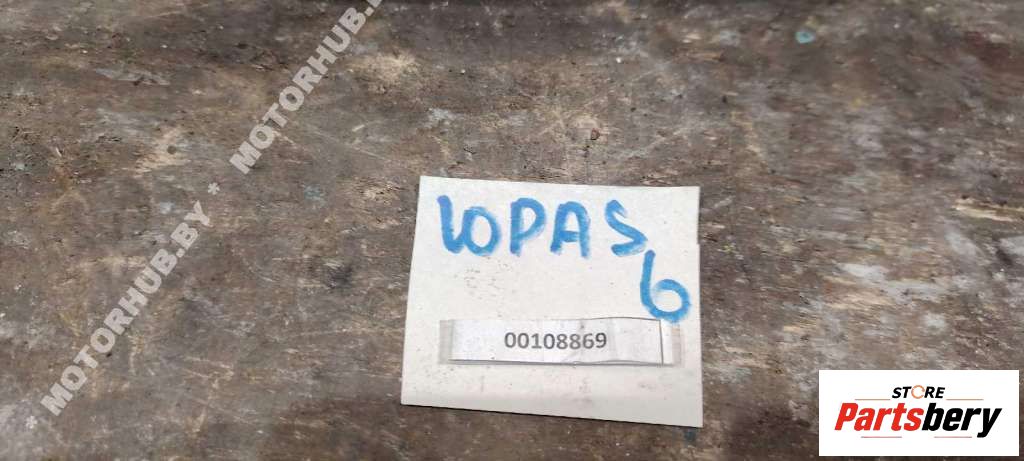 * MOTORHUB.BY * MOTORHUB.BY
10PAS
6
00108869
STORE
Partsbery